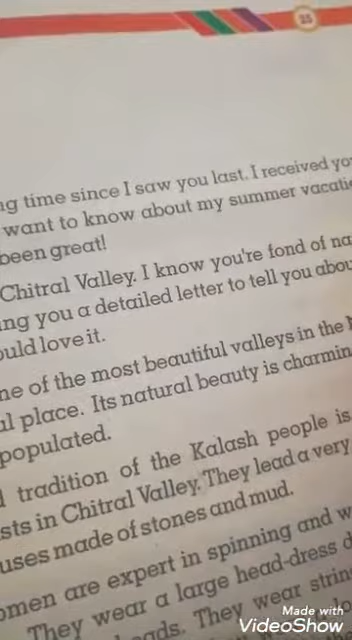 35
ng time since I saw you last. I received yo
want to know about my summer vacati
been great!
Chitral Valley. I know you're fond of na
ing you a detailed letter to tell you abou
ould love it.
ne of the most beautiful valleys in the
ul place. Its natural beauty is charmin
populated.
tradition of the Kalash people is
sts in Chitral Valley. They lead a very
uses made of stones and mud.
omen are expert in spinning and w
They wear a large head-dress d
eads. They wear strin
Made with
VideoShow